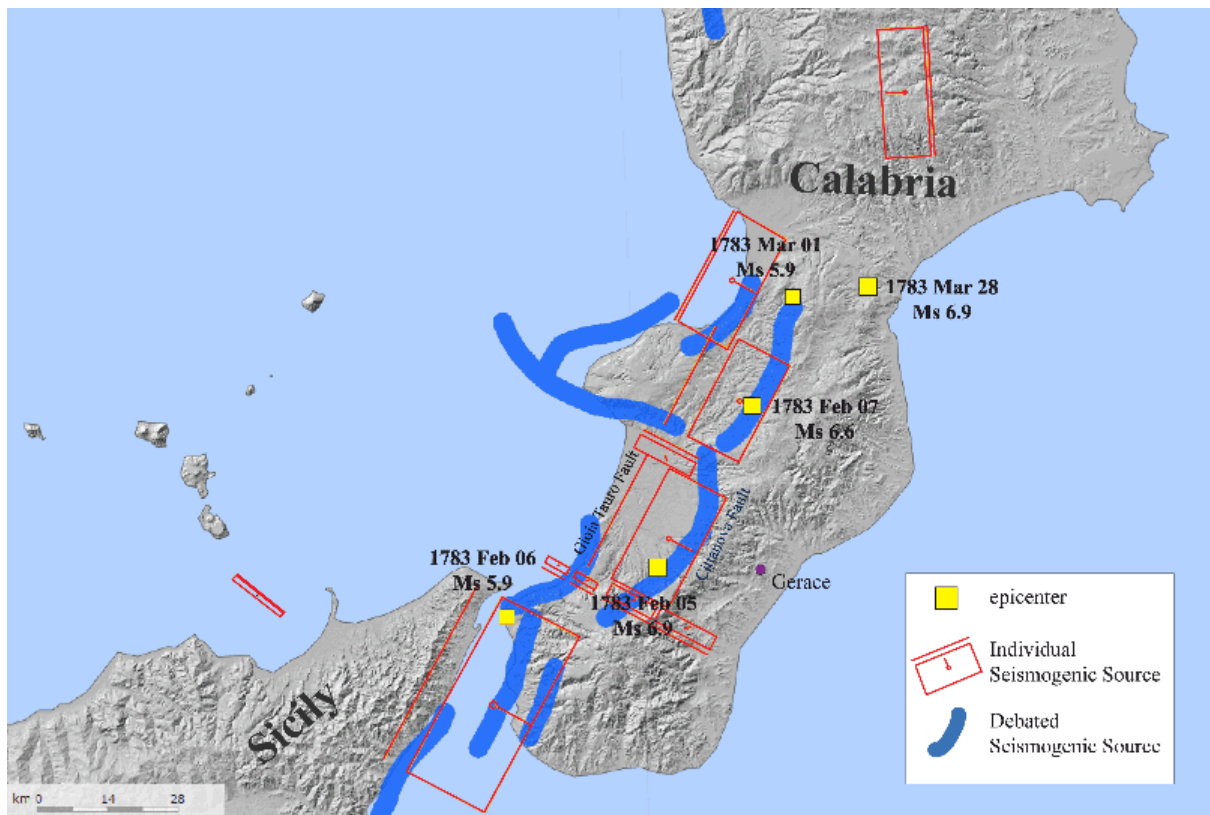 Calabria
1783 Mar 01
Ms 5.9
1783 Mar 28
Ms 6.9
1783 Feb 07
Ms 6.6
Gioia Tauro Fault
Cittanova Fault
1783 Feb 06
Ms 5.9
Gerace
1783 Feb 05
Ms 6.9
Sicily
epicenter
Individual
Seismogenic Source
Debated
Seismogenic Source
km 0 14 28